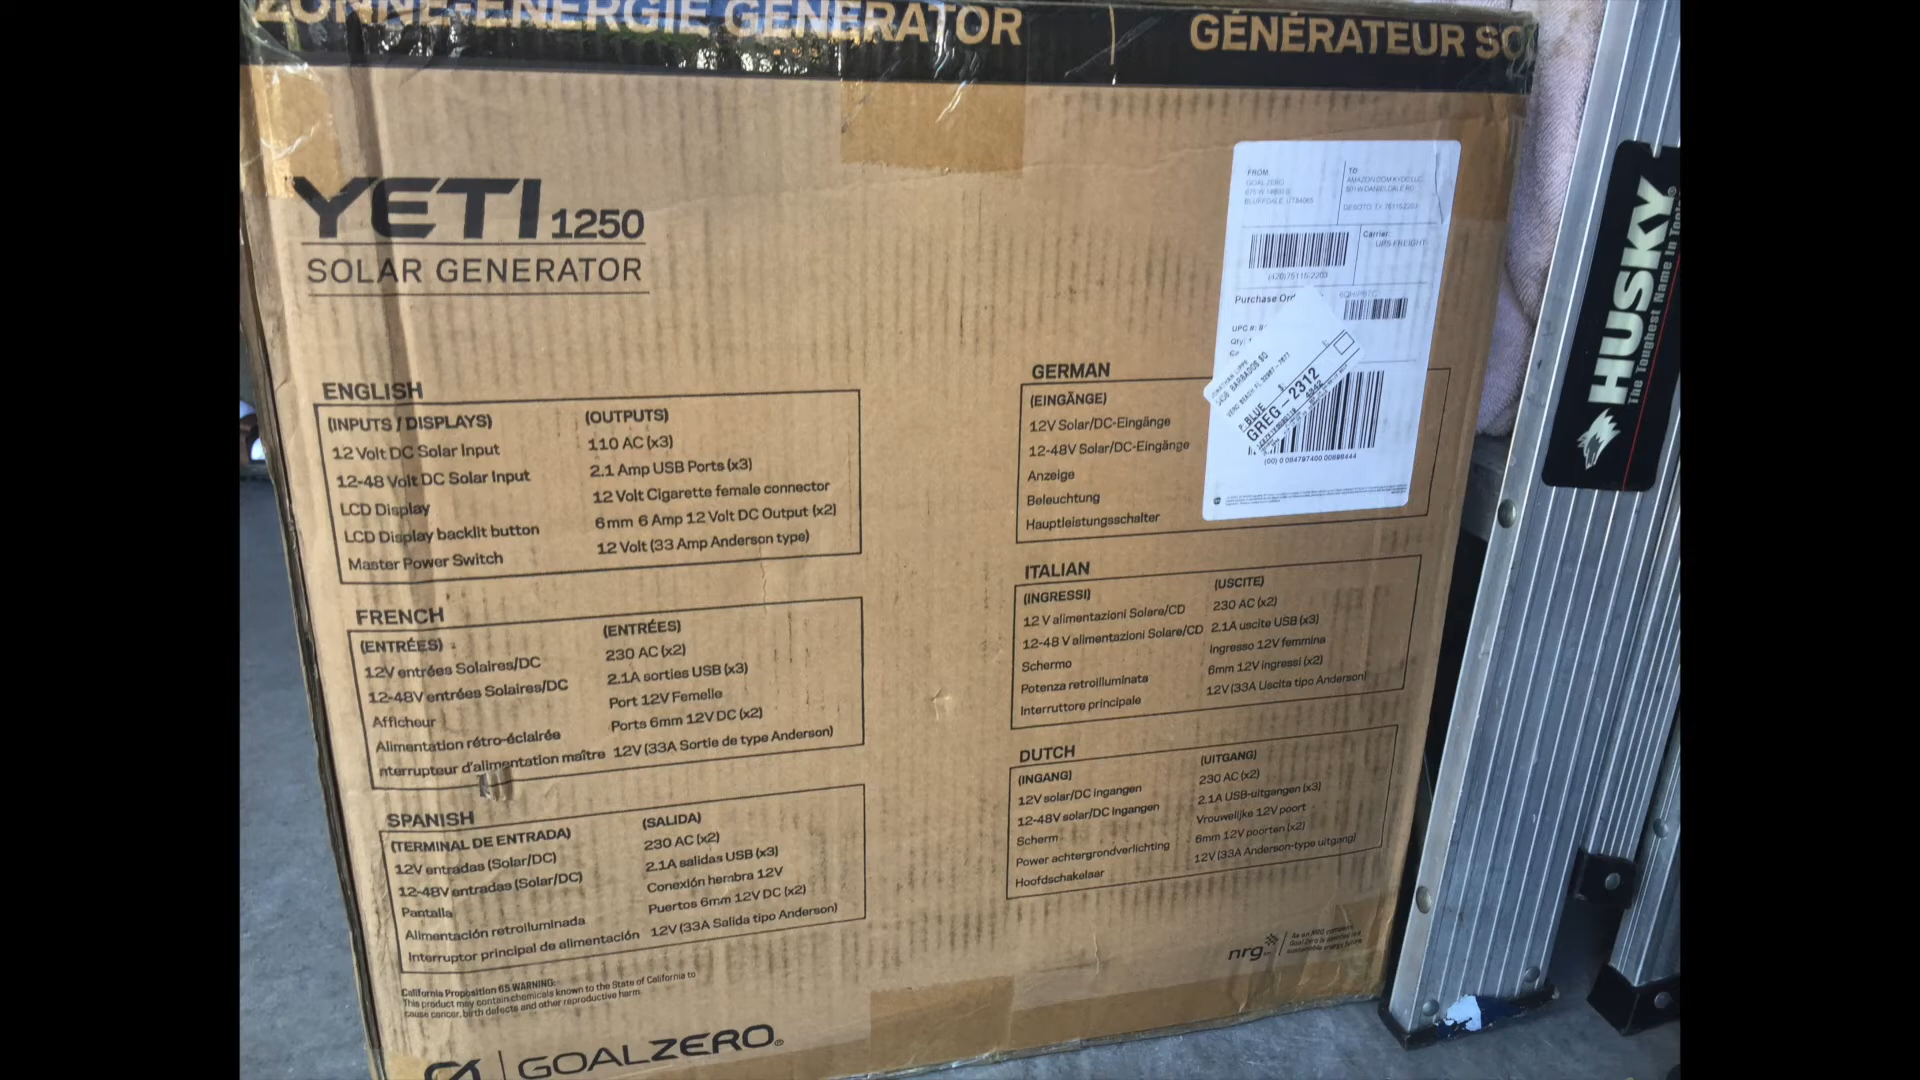 ZONNE-ENERGIE GENERATOR
GÉNÉRATEUR
YETI 1250
SOLAR GENERATOR
ENGLISH
(INPUTS / DISPLAYS)
12 Volt DC Solar Input
12-48 Volt DC Solar Input
LCD Display
LCD Display backlit button
Master Power Switch
(OUTPUTS)
110 AC (x3)
2.1 Amp USB Ports (x3)
12 Volt Cigarette female connector
6mm 6 Amp 12 Volt DC Output (x2)
12 Volt (33 Amp Anderson type)
FRENCH
(ENTRÉES)
12V entrées Solaires/DC
12-48V entrées Solaires/DC
Afficheur
Alimentation rétro-éclairée
nterrupteur d'alimentation maître
(ENTRÉES)
230 AC (x2)
2.1A sorties USB (x3)
Port 12V Femelle
Ports 6mm 12V DC (x2)
12V (33A Sortie de type Anderson)
SPANISH
(TERMINAL DE ENTRADA)
12V entradas (Solar/DC)
12-48V entradas (Solar/DC)
Pantalla
Alimentación retroiluminada
Interruptor principal de alimentación
(SALIDA)
230 AC (x2)
2.1A salidas USB (x3)
Conexión hembra 12V
Puertos 6mm 12V DC (x2)
12V (33A Salida tipo Anderson)
California Proposition 65 WARNING:
This product may contain chemicals known to the State of California to
cause cancer, birth defects and other reproductive harm.
GOALZERO®
FROM:
GOAL ZERO
675 W 14600 S
BLUFFDALE, UT 84065
TO:
AMAZON.COM.KYDC LLC
501 W DANIELDALE RD
DESOTO, TX 75115-2203
Carrier:
UPS FREIGHT
(420)75115-2203
Purchase
UPC #:
Qty:
BARBADOS SQ
VERO BEACH FL 32967-7677
P-BLUE
GREG - 2312
(00) 0 084797400 00898444
GERMAN
(EINGÄNGE)
12V Solar/DC-Eingänge
12-48V Solar/DC-Eingänge
Anzeige
Beleuchtung
Hauptleistungsschalter
ITALIAN
(INGRESSI)
12 V alimentazioni Solare/CD
12-48 V alimentazioni Solare/CD
Schermo
Potenza retroilluminata
Interruttore principale
(USCITE)
230 AC (x2)
2.1A uscite USB (x3)
Ingresso 12V femmina
6mm 12V ingressi (x2)
12V (33A Uscita tipo Anderson)
DUTCH
(INGANG)
12V solar/DC ingangen
12-48V solar/DC ingangen
Scherm
Power achtergrondverlichting
Hoofdschakelaar
(UITGANG)
230 AC (x2)
2.1A USB-uitgangen (x3)
Vrouwelijke 12V poort
6mm 12V poorten (x2)
12V (33A Anderson-type uitgang)
nrg
As an NRG company,
HUSKY®
The Toughest Name In Tools